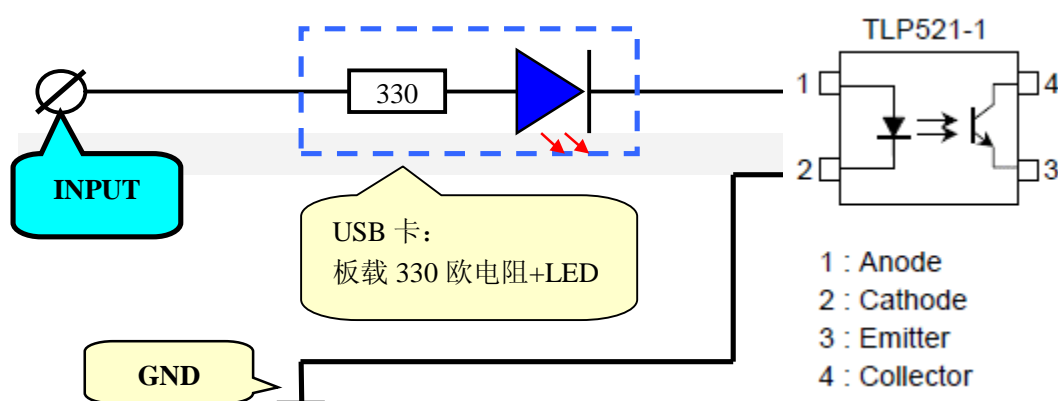 TLP521-1
330
1
4
INPUT
2
3
USB 卡：
板载 330 欧电阻+LED
GND
1 : Anode
2 : Cathode
3 : Emitter
4 : Collector